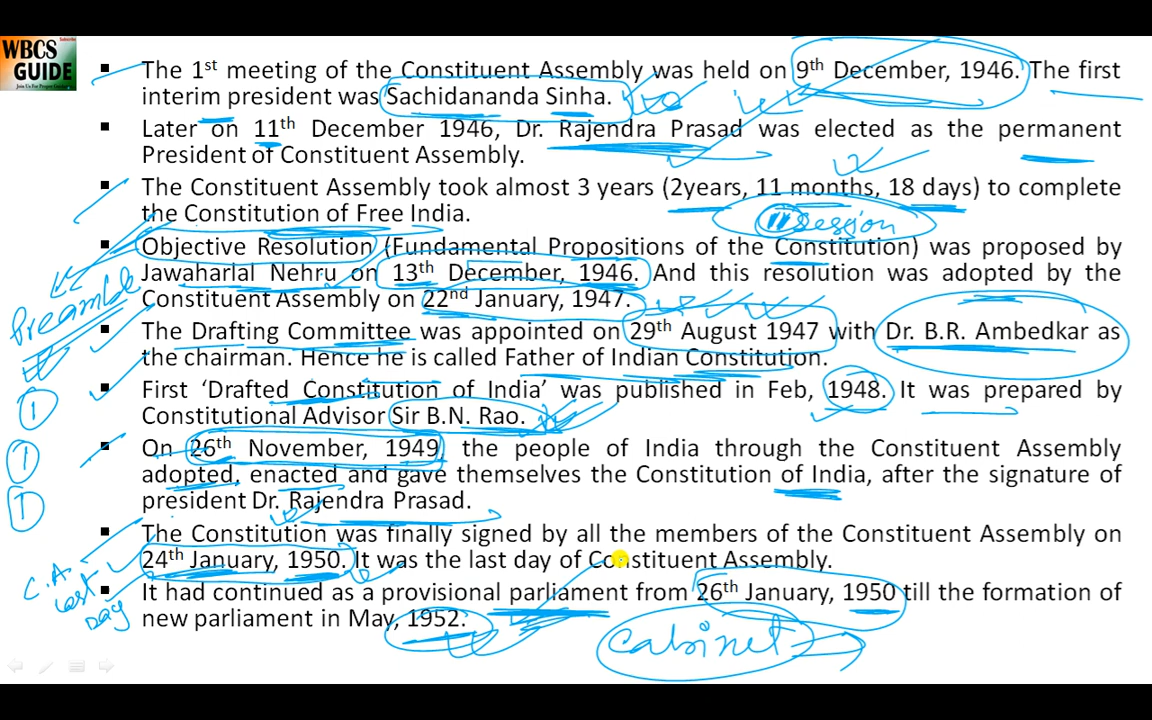 WBCS
GUIDE
Join Us For Proper Guidance
▪ The 1st meeting of the Constituent Assembly was held on 9th December, 1946. The first
interim president was Sachidananda Sinha.
▪ Later on 11th December 1946, Dr. Rajendra Prasad was elected as the permanent
President of Constituent Assembly.
▪ The Constituent Assembly took almost 3 years (2years, 11 months, 18 days) to complete
the Constitution of Free India.
11 session
▪ Objective Resolution (Fundamental Propositions of the Constitution) was proposed by
Jawaharlal Nehru on 13th December, 1946. And this resolution was adopted by the
Constituent Assembly on 22nd January, 1947.
Preamble
▪ The Drafting Committee was appointed on 29th August 1947 with Dr. B.R. Ambedkar as
the chairman. Hence he is called Father of Indian Constitution.
▪ First ‘Drafted Constitution of India’ was published in Feb, 1948. It was prepared by
Constitutional Advisor Sir B.N. Rao.
▪ On 26th November, 1949, the people of India through the Constituent Assembly
adopted, enacted and gave themselves the Constitution of India, after the signature of
president Dr. Rajendra Prasad.
▪ The Constitution was finally signed by all the members of the Constituent Assembly on
24th January, 1950. It was the last day of Constituent Assembly.
C.A.
Last
Day
▪ It had continued as a provisional parliament from 26th January, 1950 till the formation of
new parliament in May, 1952.
Cabinet